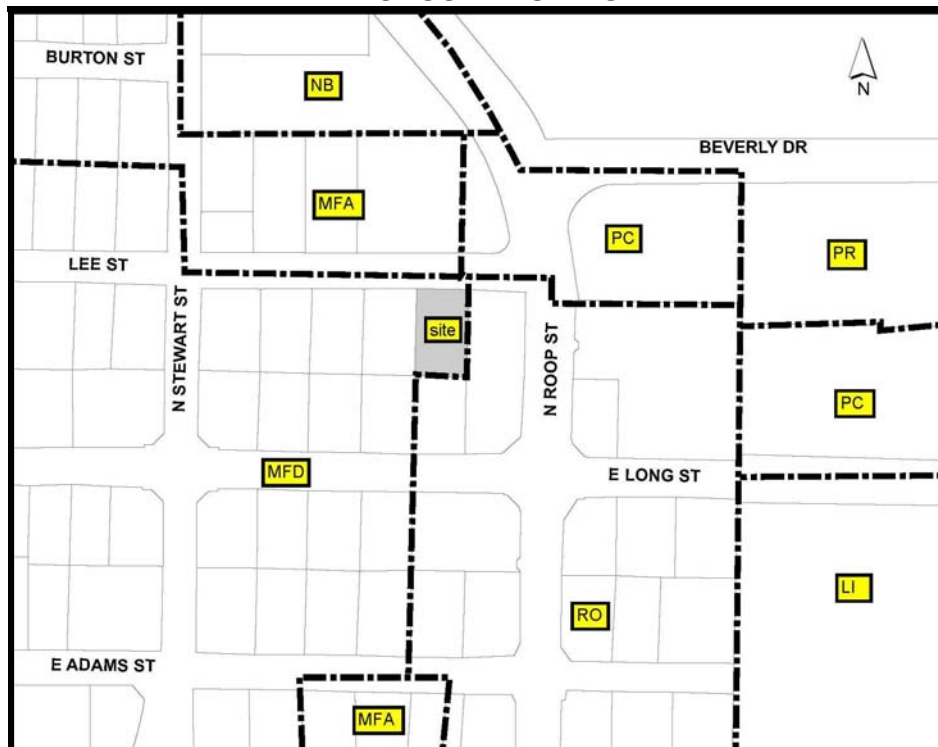 BURTON ST
NB
N
BEVERLY DR
MFA
PC
PR
LEE ST
site
N STEWART ST
N ROOP ST
PC
MFD
E LONG ST
LI
RO
E ADAMS ST
MFA